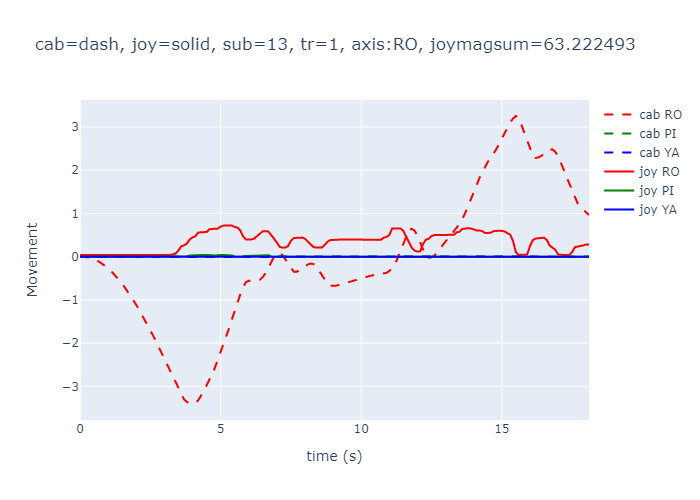 cab=dash, joy=solid, sub=13, tr=1, axis:RO, joymagsum=63.222493
cab RO
cab PI
cab YA
joy RO
joy PI
joy YA
Movement
3
2
1
0
−1
−2
−3
0
5
10
15
time (s)